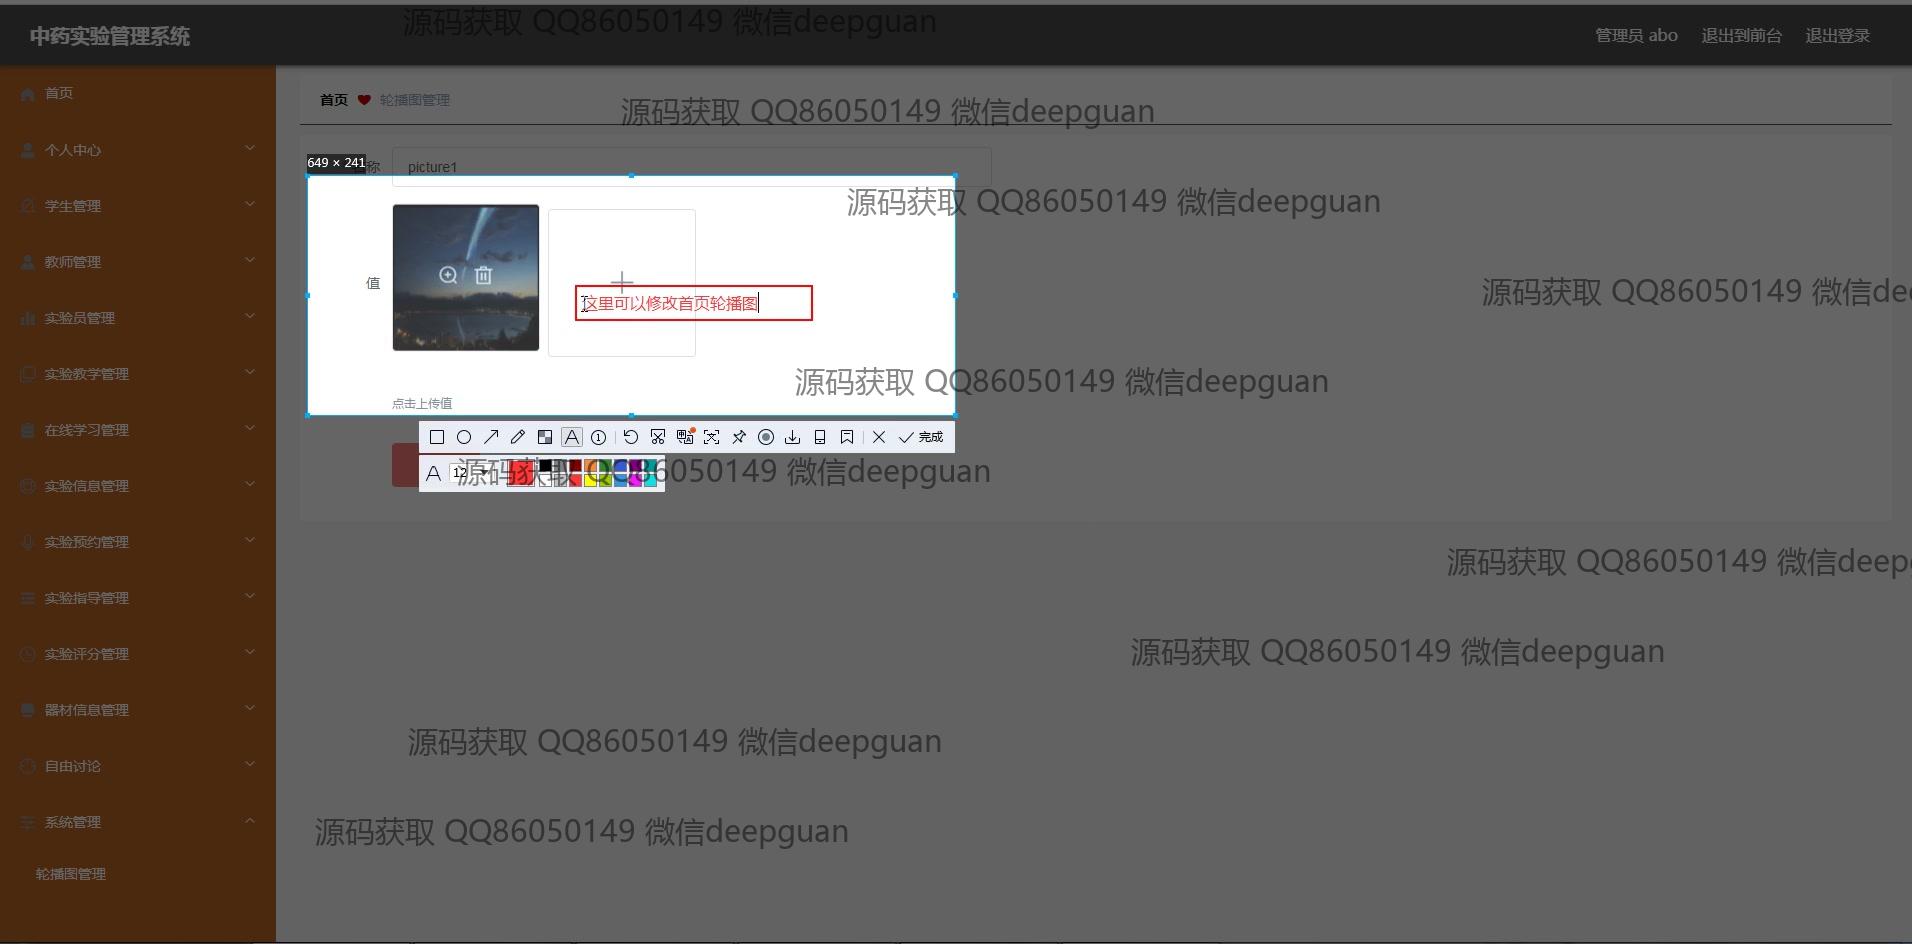 源码获取 QQ86050149 微信deepguan
中药实验管理系统
管理员 abo
退出到前台
退出登录
首页
个人中心
学生管理
教师管理
实验员管理
实验教学管理
在线学习管理
实验信息管理
实验预约管理
实验指导管理
实验评分管理
器材信息管理
自由讨论
系统管理
轮播图管理
首页 轮播图管理
源码获取 QQ86050149 微信deepguan
649 × 241
称
picture1
源码获取 QQ86050149 微信deepguan
值
源码获取 QQ86050149 微信dee
这里可以修改首页轮播图
源码获取 QQ86050149 微信deepguan
点击上传值
完成
A 12
源码获取 QQ86050149 微信deepguan
源码获取 QQ86050149 微信deep
源码获取 QQ86050149 微信deepguan
源码获取 QQ86050149 微信deepguan
源码获取 QQ86050149 微信deepguan